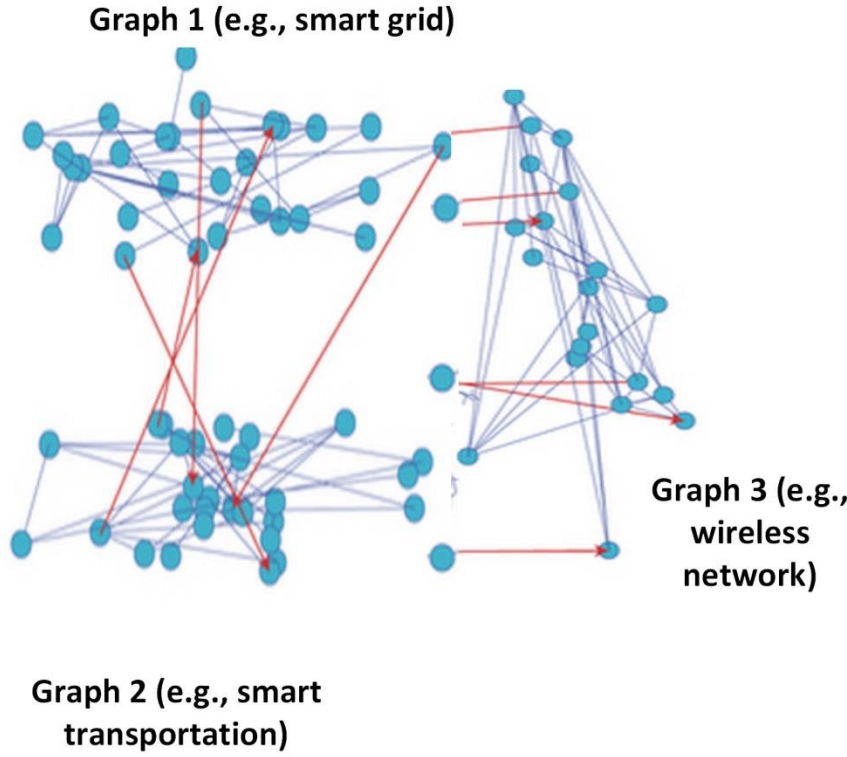 Graph 1 (e.g., smart grid)
Graph 3 (e.g.,
wireless
network)
Graph 2 (e.g., smart
transportation)